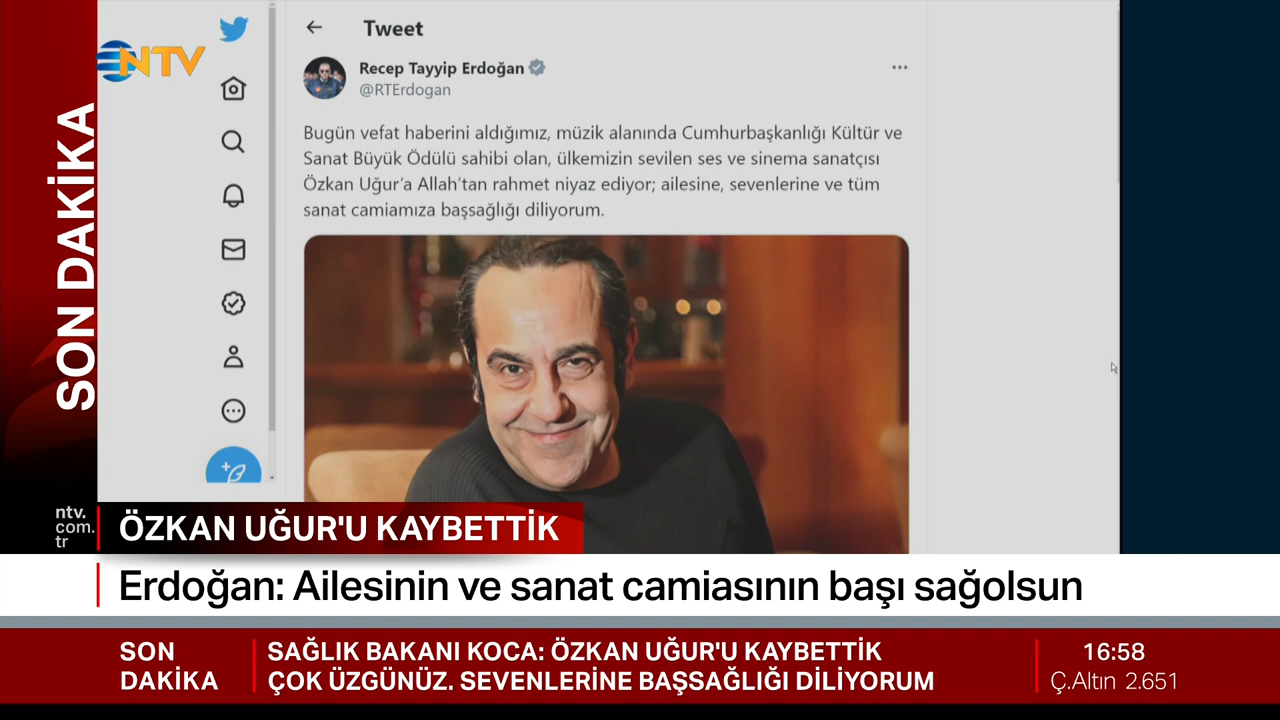 NTV
SON DAKİKA
Tweet
Recep Tayyip Erdoğan
@RTErdogan
Bugün vefat haberini aldığımız, müzik alanında Cumhurbaşkanlığı Kültür ve
Sanat Büyük Ödülü sahibi olan, ülkemizin sevilen ses ve sinema sanatçısı
Özkan Uğur'a Allah'tan rahmet niyaz ediyor; ailesine, sevenlerine ve tüm
sanat camiamıza başsağlığı diliyorum.
ntv.
com.
tr
ÖZKAN UĞUR'U KAYBETTİK
Erdoğan: Ailesinin ve sanat camiasının başı sağolsun
SON
DAKİKA
SAĞLIK BAKANI KOCA: ÖZKAN UĞUR'U KAYBETTİK
ÇOK ÜZGÜNÜZ. SEVENLERİNE BAŞSAĞLIĞI DİLİYORUM
16:58
Ç.Altın 2.651